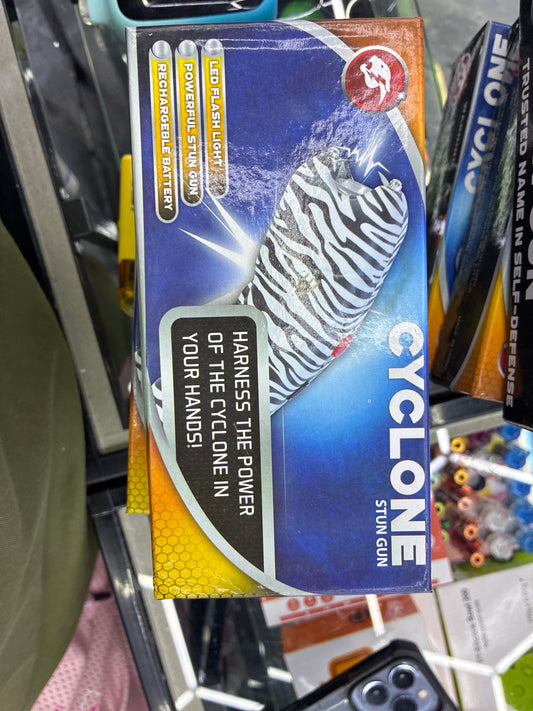 CYCLONE
STUN GUN
LED FLASH LIGHT
POWERFUL STUN GUN
RECHARGEBLE BATTERY
HARNESS THE POWER
OF THE CYCLONE IN
YOUR HANDS!
CYCLONE
TRUSTED NAME IN SELF-DEFENSE